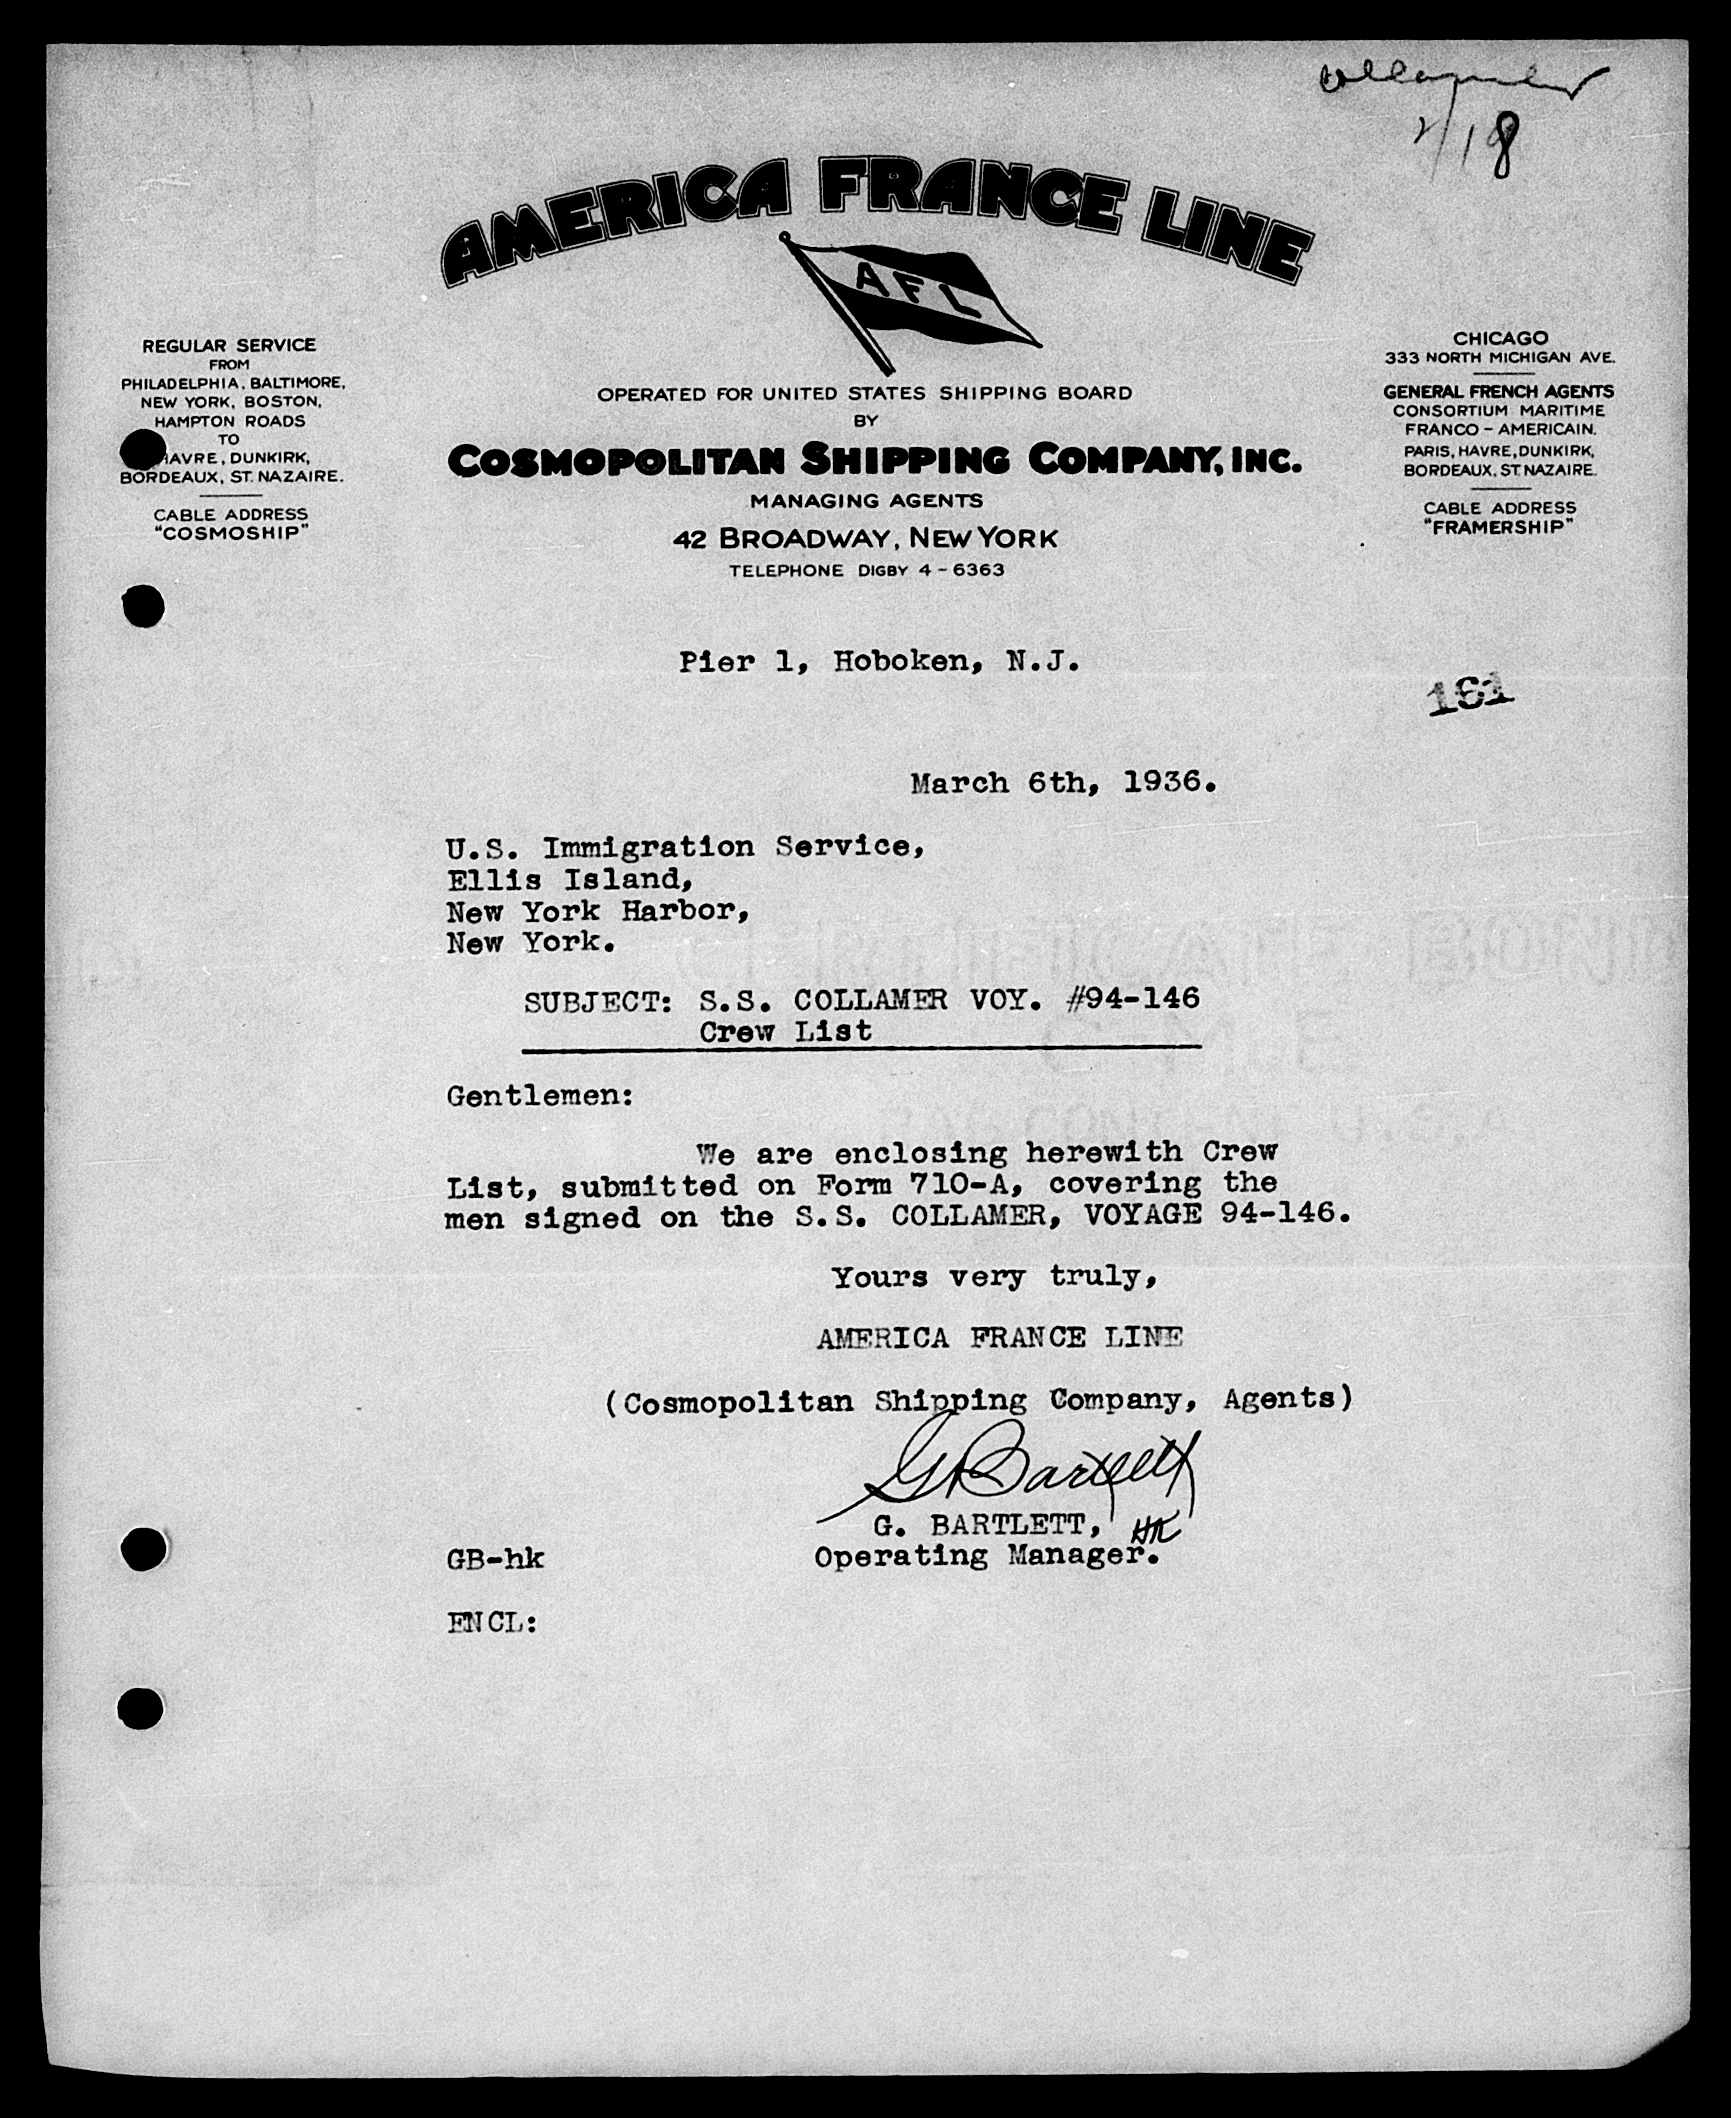 Collamer
2/18
AMERICA FRANCE LINE
AFL
REGULAR SERVICE
FROM
PHILADELPHIA, BALTIMORE,
NEW YORK, BOSTON,
HAMPTON ROADS
TO
HAVRE, DUNKIRK,
BORDEAUX, ST. NAZAIRE.
CABLE ADDRESS
"COSMOSHIP"
OPERATED FOR UNITED STATES SHIPPING BOARD
BY
COSMOPOLITAN SHIPPING COMPANY, INC.
MANAGING AGENTS
42 BROADWAY, NEW YORK
TELEPHONE DIGBY 4-6363
CHICAGO
333 NORTH MICHIGAN AVE.
GENERAL FRENCH AGENTS
CONSORTIUM MARITIME
FRANCO-AMERICAIN.
PARIS, HAVRE, DUNKIRK,
BORDEAUX, ST NAZAIRE.
CABLE ADDRESS
"FRAMERSHIP"
Pier 1, Hoboken, N.J.
March 6th, 1936.
U.S. Immigration Service,
Ellis Island,
New York Harbor,
New York.
SUBJECT: S.S. COLLAMER VOY. #94-146
Crew List
Gentlemen:
We are enclosing herewith Crew
List, submitted on Form 710-A, covering the
men signed on the S.S. COLLAMER, VOYAGE 94-146.
Yours very truly,
AMERICA FRANCE LINE
(Cosmopolitan Shipping Company, Agents)
G Bartlett
G. BARTLETT, HK
GB-hk Operating Manager.
ENCL: